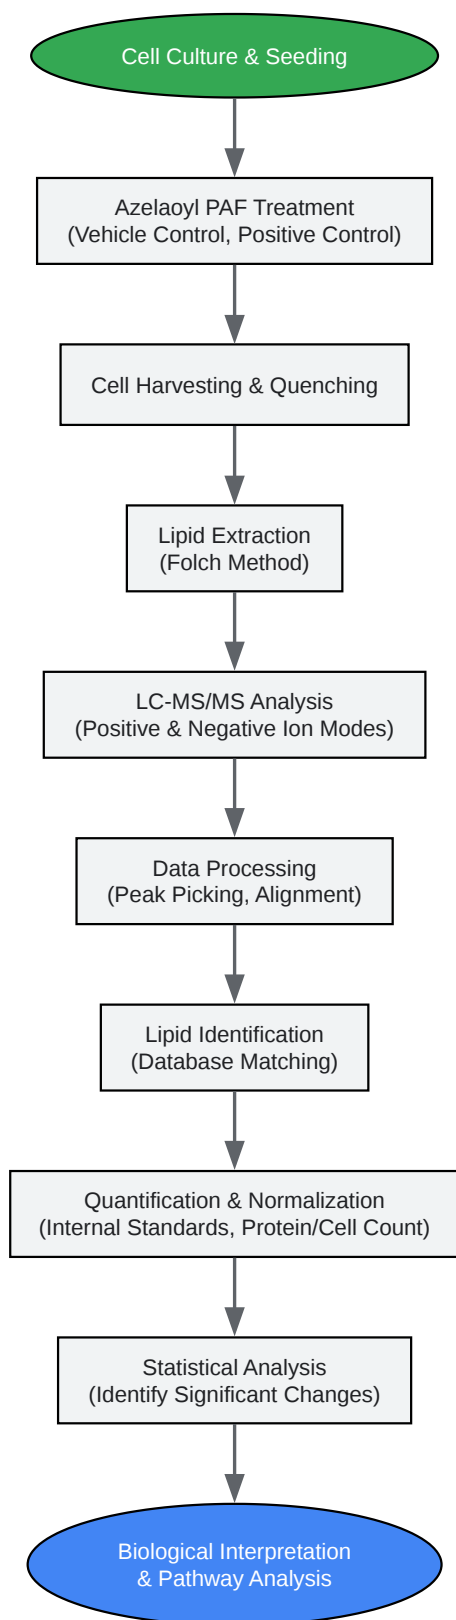 Cell Culture & Seeding
Azelaoyl PAF Treatment
(Vehicle Control, Positive Control)
Cell Harvesting & Quenching
Lipid Extraction
(Folch Method)
LC-MS/MS Analysis
(Positive & Negative Ion Modes)
Data Processing
(Peak Picking, Alignment)
Lipid Identification
(Database Matching)
Quantification & Normalization
(Internal Standards, Protein/Cell Count)
Statistical Analysis
(Identify Significant Changes)
Biological Interpretation
& Pathway Analysis